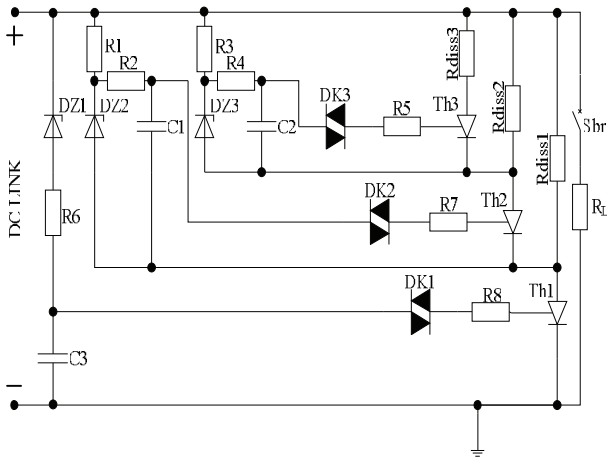 +
R1
R2
R3
R4
Rdiss3
Rdiss2
Rdiss1
DZ1
DZ2
C1
DZ3
C2
DK3
R5
Th3
Sbr
DC LINK
R6
DK2
R7
Th2
RL
DK1
R8
Th1
C3
−